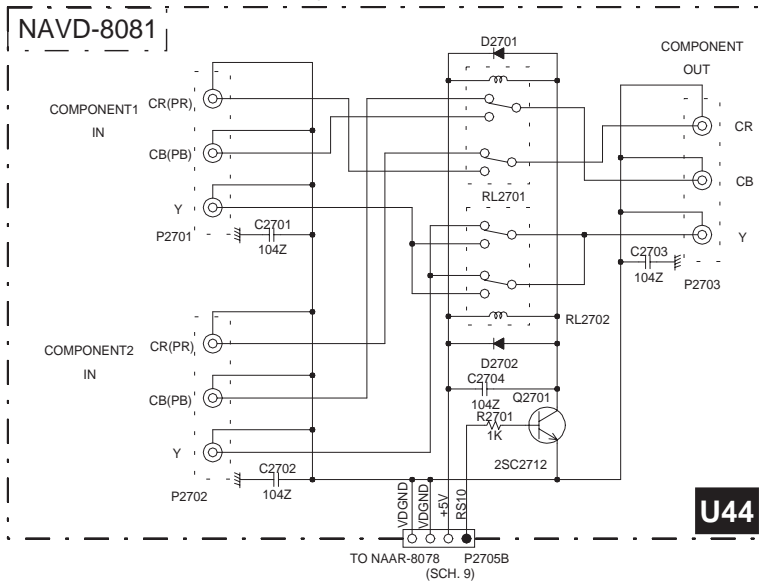 NAVD-8081
D2701
COMPONENT
OUT
COMPONENT1
IN
CR(PR)
CR
CB(PB)
CB
RL2701
Y
Y
P2701
C2701
104Z
C2703
104Z
P2703
RL2702
COMPONENT2
IN
CR(PR)
D2702
C2704
104Z
CB(PB)
Q2701
R2701
1K
Y
2SC2712
C2702
104Z
P2702
VDGND
VDGND
+5V
RS10
U44
TO NAAR-8078
P2705B
(SCH. 9)